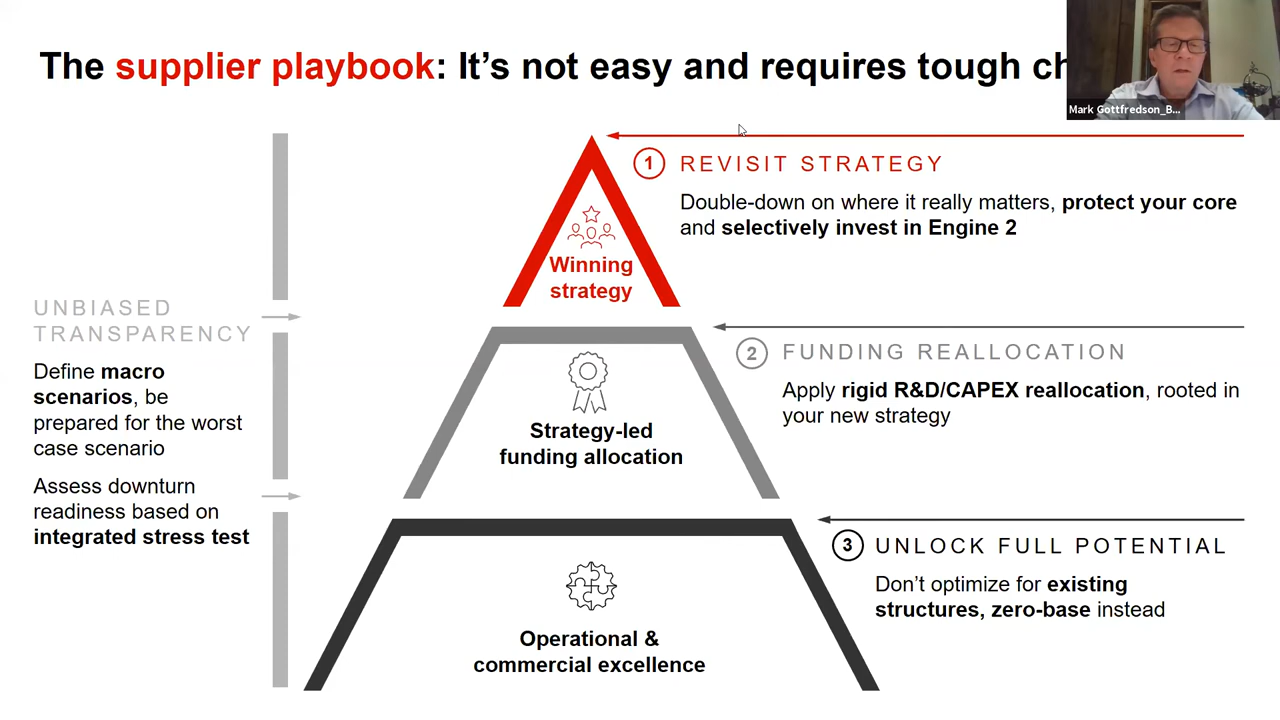 The supplier playbook: It's not easy and requires tough
Mark Gottfredson_B...
1 REVISIT STRATEGY
Double-down on where it really matters, protect your core
and selectively invest in Engine 2
Winning
strategy
UNBIASED
TRANSPARENCY
Define macro
scenarios, be
prepared for the worst
case scenario
Assess downturn
readiness based on
integrated stress test
2 FUNDING REALLOCATION
Apply rigid R&D/CAPEX reallocation, rooted in
your new strategy
Strategy-led
funding allocation
3 UNLOCK FULL POTENTIAL
Don't optimize for existing
structures, zero-base instead
Operational &
commercial excellence